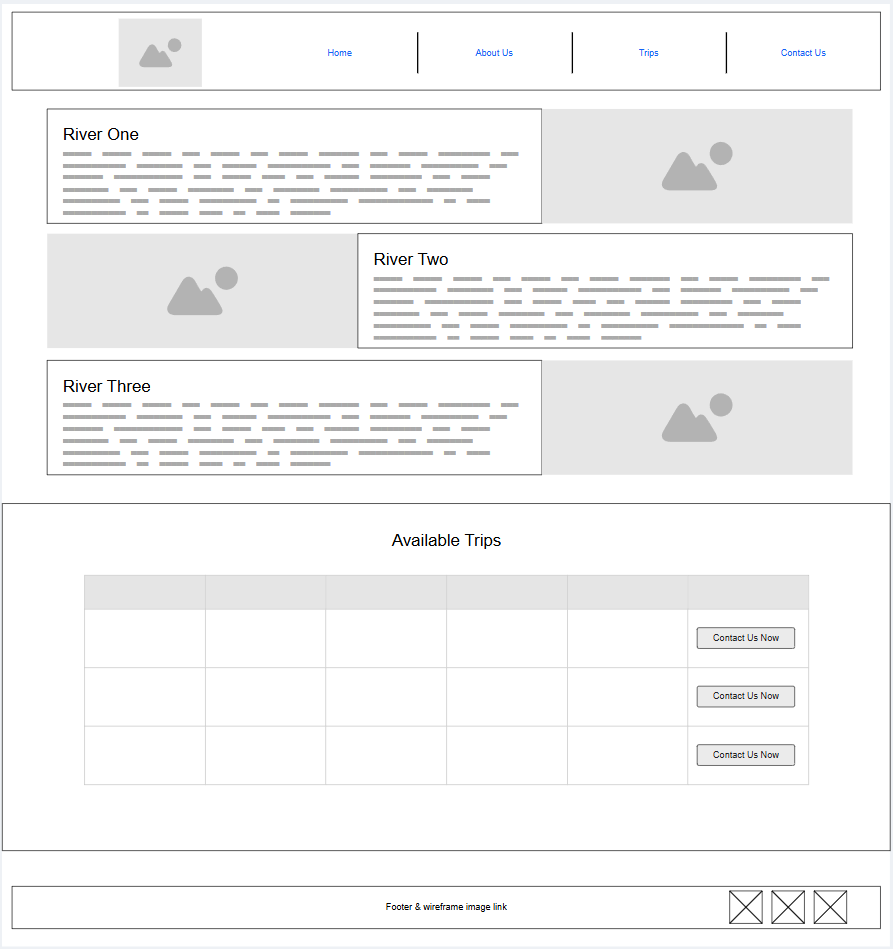 Home
About Us
Trips
Contact Us
River One
River Two
River Three
Available Trips
Contact Us Now
Contact Us Now
Contact Us Now
Footer & wireframe image link